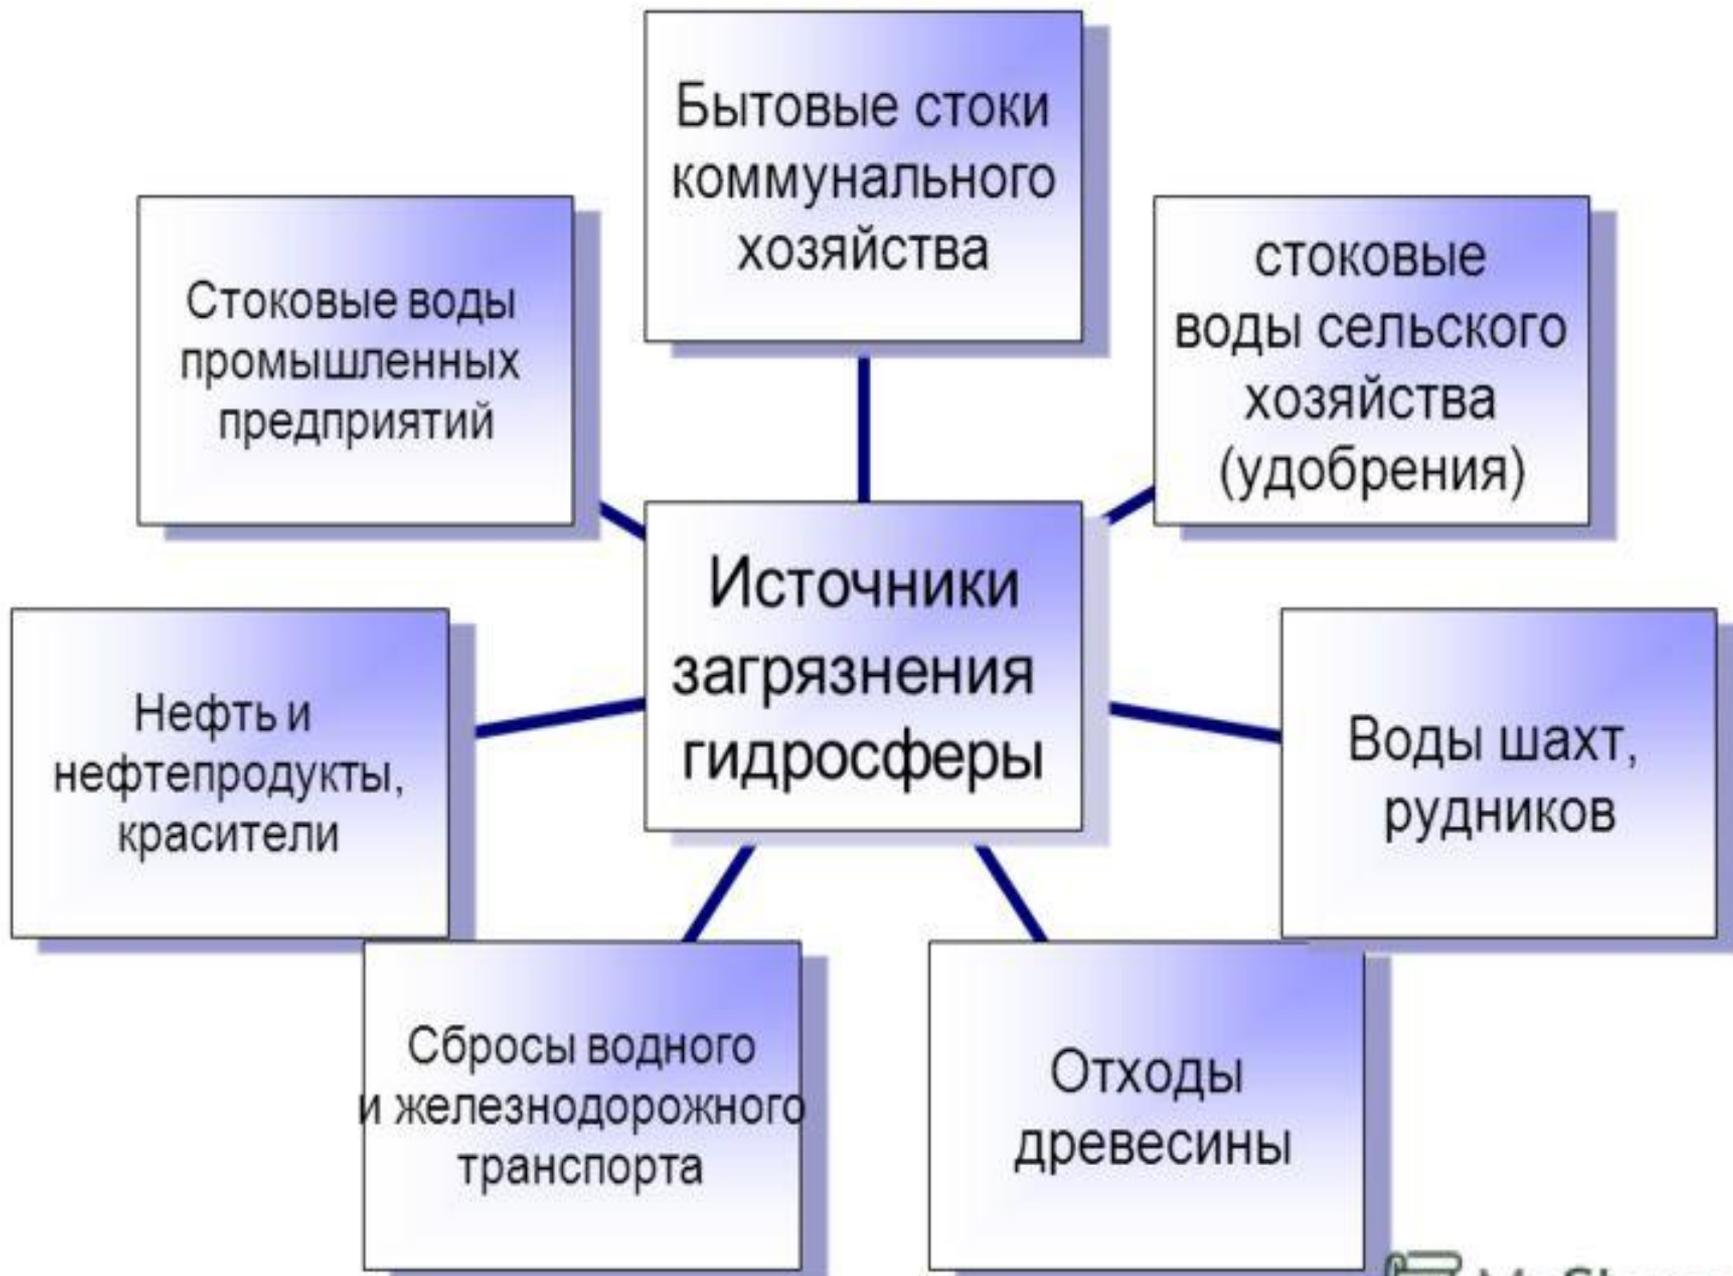 Бытовые стоки
коммунального
хозяйства
Стоковые воды
промышленных
предприятий
стоковые
воды сельского
хозяйства
(удобрения)
Источники
загрязнения
гидросферы
Нефть и
нефтепродукты,
красители
Воды шахт,
рудников
Сбросы водного
и железнодорожного
транспорта
Отходы
древесины